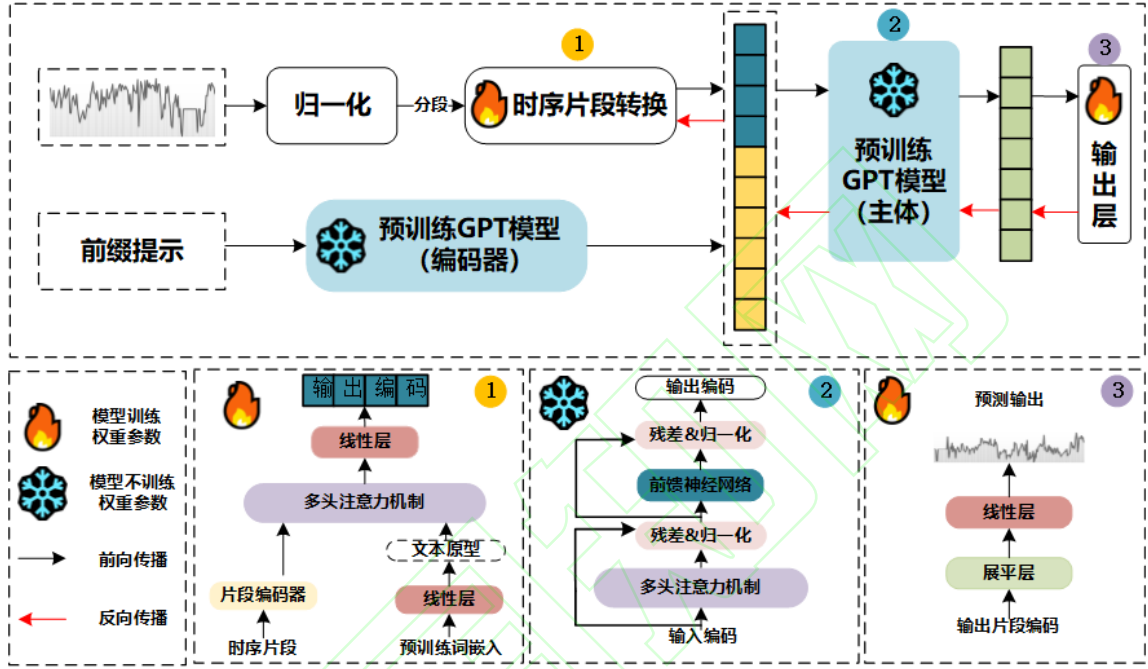 1
2
3
归一化
分段
时序片段转换
预训练
GPT模型
（主体）
输出层
前缀提示
预训练GPT模型
（编码器）
模型训练
权重参数
模型不训练
权重参数
前向传播
反向传播
1
输出编码
线性层
多头注意力机制
文本原型
片段编码器
线性层
时序片段
预训练词嵌入
2
输出编码
残差&归一化
前馈神经网络
残差&归一化
多头注意力机制
输入编码
3
预测输出
线性层
展平层
输出片段编码